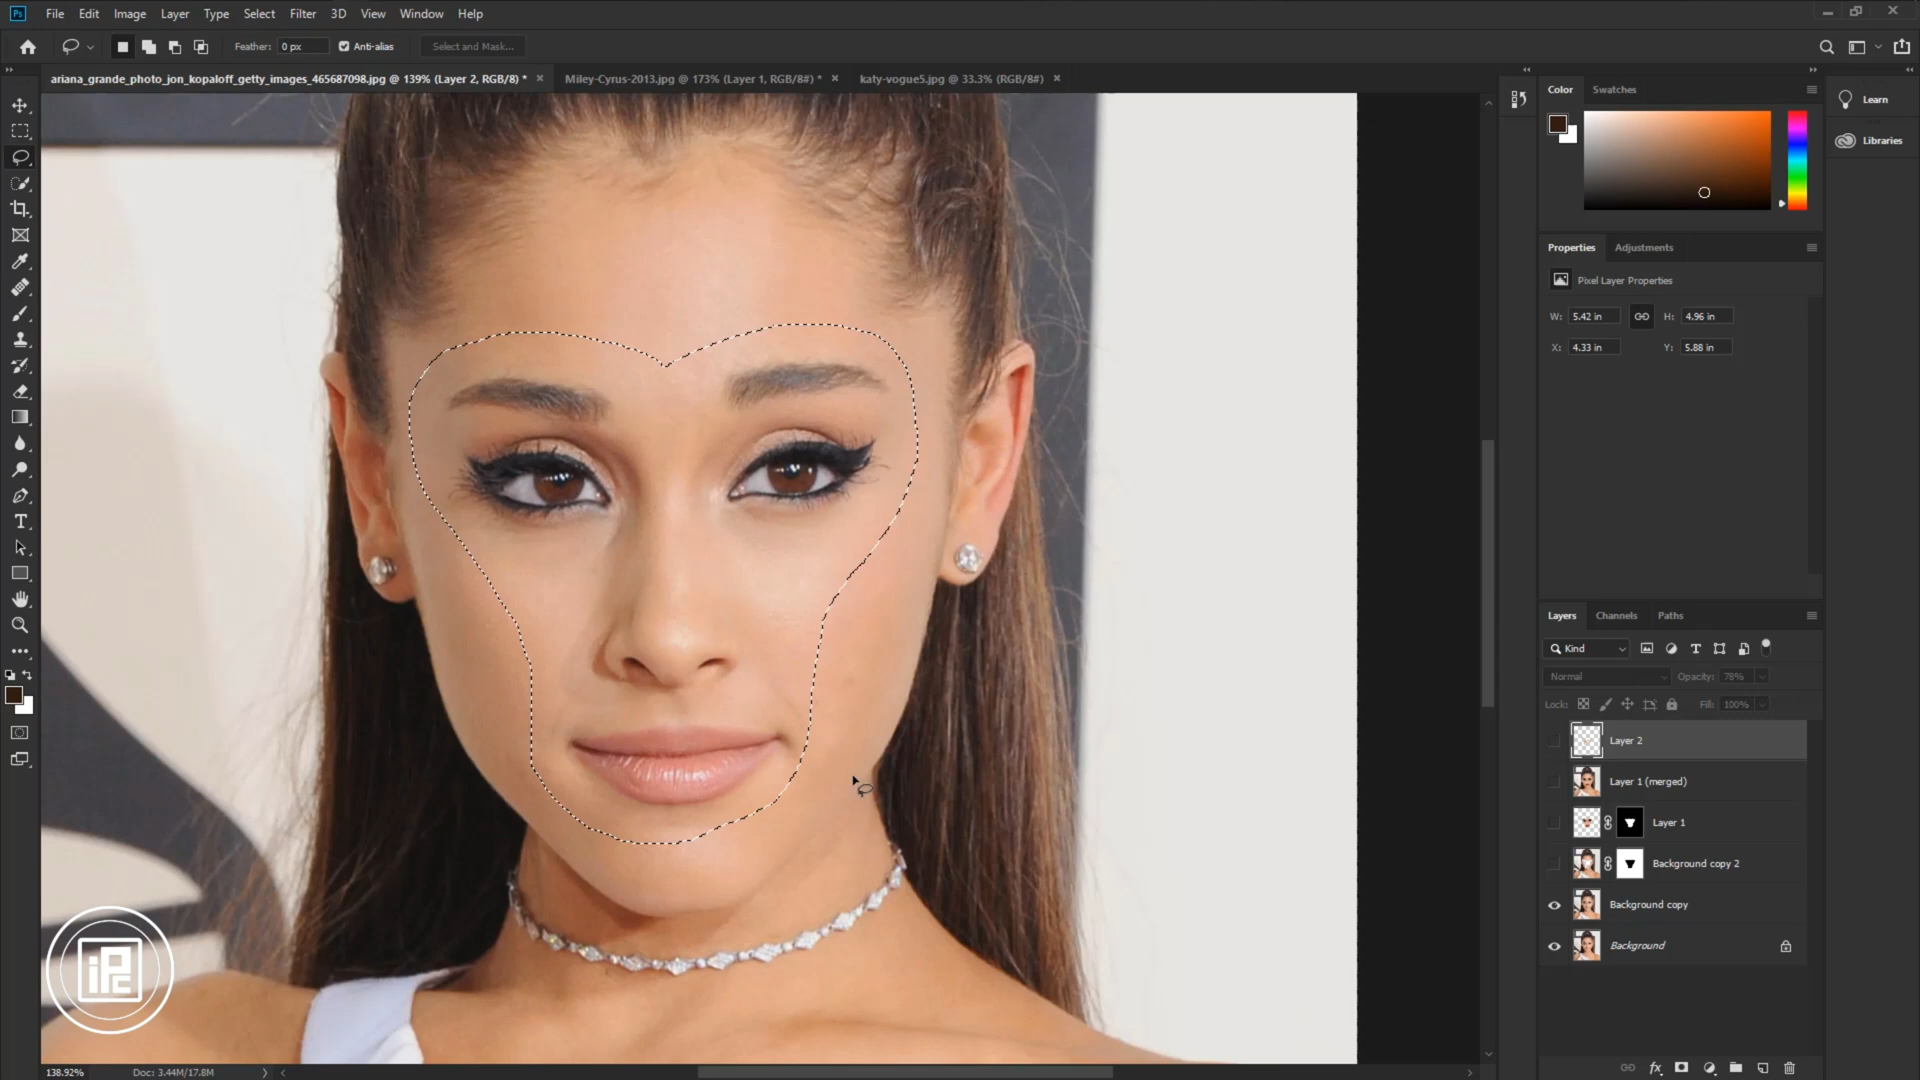 Ps File Edit Image Layer Type Select Filter 3D View Window Help
Feather: 0 px Anti-alias Select and Mask...
ariana_grande_photo_jon_kopaloff_getty_images_465687098.jpg @ 139% (Layer 2, RGB/8) * × Miley-Cyrus-2013.jpg @ 173% (Layer 1, RGB/8#) * × katy-vogue5.jpg @ 33.3% (RGB/8#) ×
Color Swatches
Learn
Libraries
Properties Adjustments
Pixel Layer Properties
W: 5.42 in H: 4.96 in
X: 4.33 in Y: 5.88 in
Layers Channels Paths
Kind
Normal Opacity: 78%
Lock: Fill: 100%
Layer 2
Layer 1 (merged)
Layer 1
Background copy 2
Background copy
Background
iPC
138.92% Doc: 3.44M/17.8M